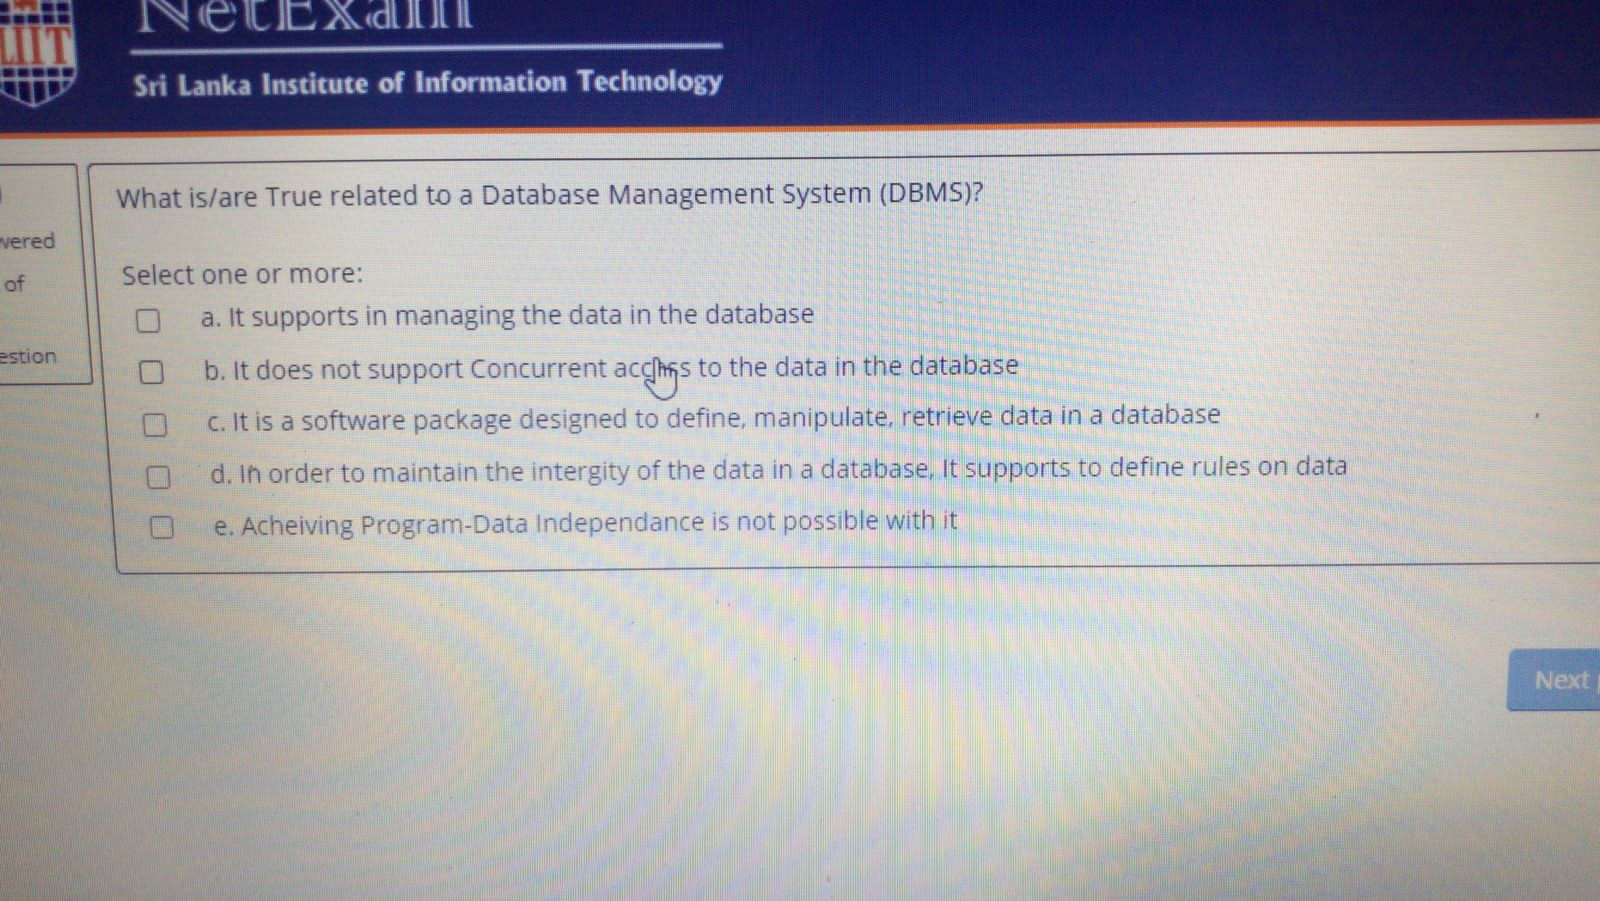 NetExam
LIIT
Sri Lanka Institute of Information Technology
What is/are True related to a Database Management System (DBMS)?
vered
of
estion
Select one or more:
a. It supports in managing the data in the database
b. It does not support Concurrent access to the data in the database
c. It is a software package designed to define, manipulate, retrieve data in a database
d. In order to maintain the intergity of the data in a database, It supports to define rules on data
e. Acheiving Program-Data Independance is not possible with it
Next